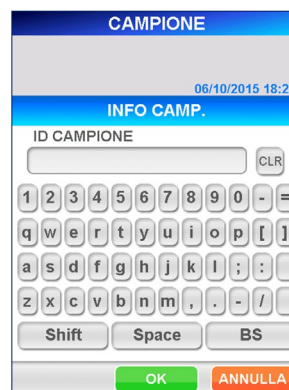 CAMPIONE
06/10/2015 18:2
INFO CAMP.
ID CAMPIONE
CLR
1 2 3 4 5 6 7 8 9 0 - =
q w e r t y u i o p [ ]
a s d f g h j k l ; :
z x c v b n m , . - /
Shift Space BS
OK ANNULLA